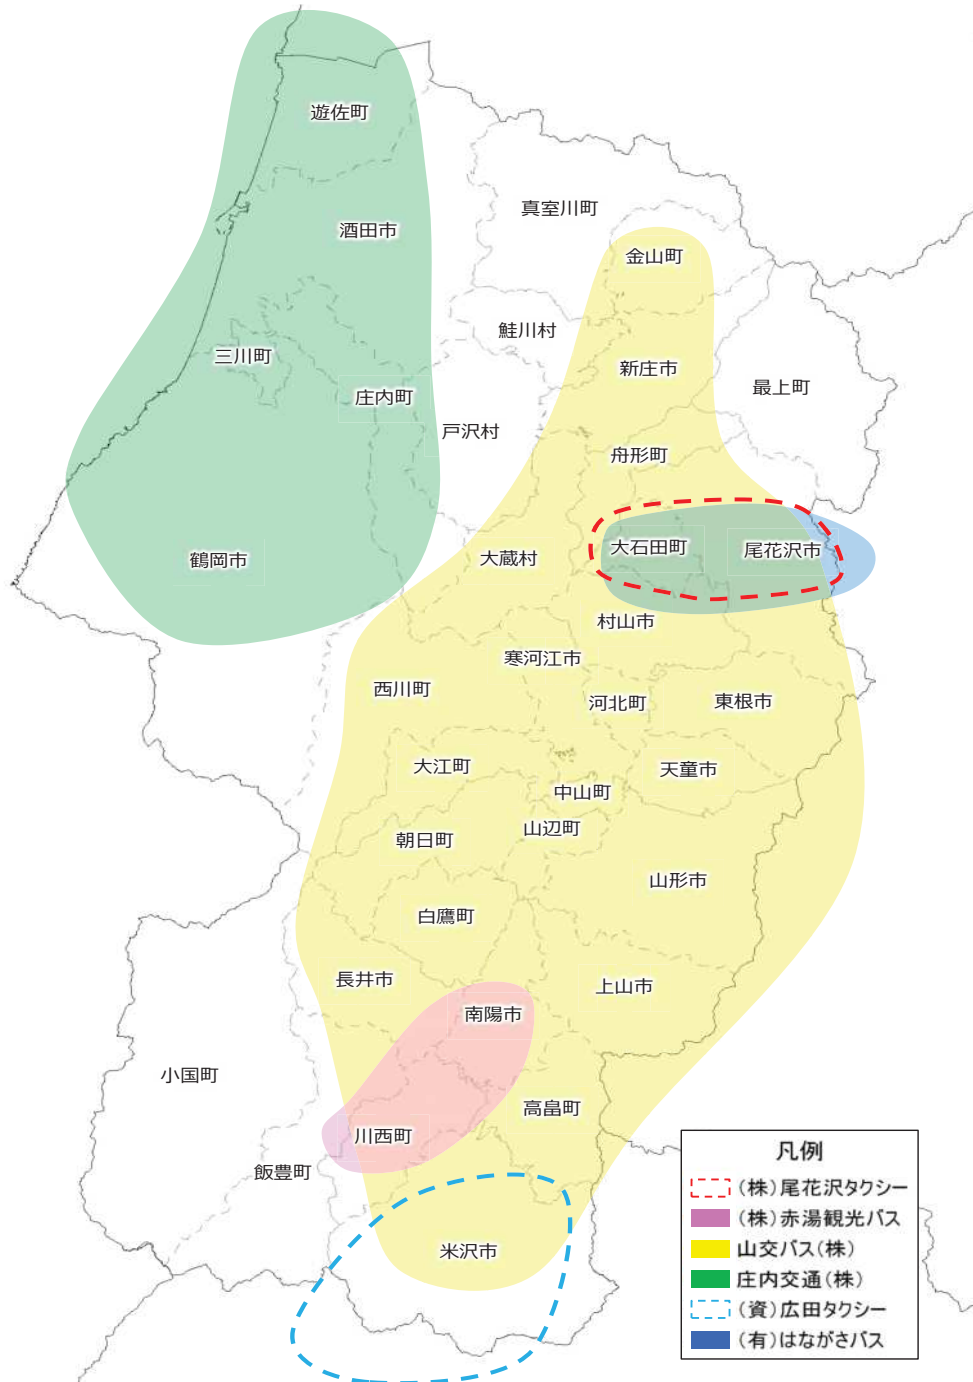 遊佐町
真室川町
酒田市
金山町
鮭川村
三川町
新庄市
最上町
庄内町
戸沢村
舟形町
大石田町
尾花沢市
大蔵村
鶴岡市
村山市
寒河江市
西川町
河北町
東根市
大江町
天童市
中山町
山辺町
朝日町
山形市
白鷹町
長井市
上山市
南陽市
小国町
高畠町
川西町
飯豊町
米沢市
凡例
(株)尾花沢タクシー
(株)赤湯観光バス
山交バス(株)
庄内交通(株)
(資)広田タクシー
(有)はながさバス